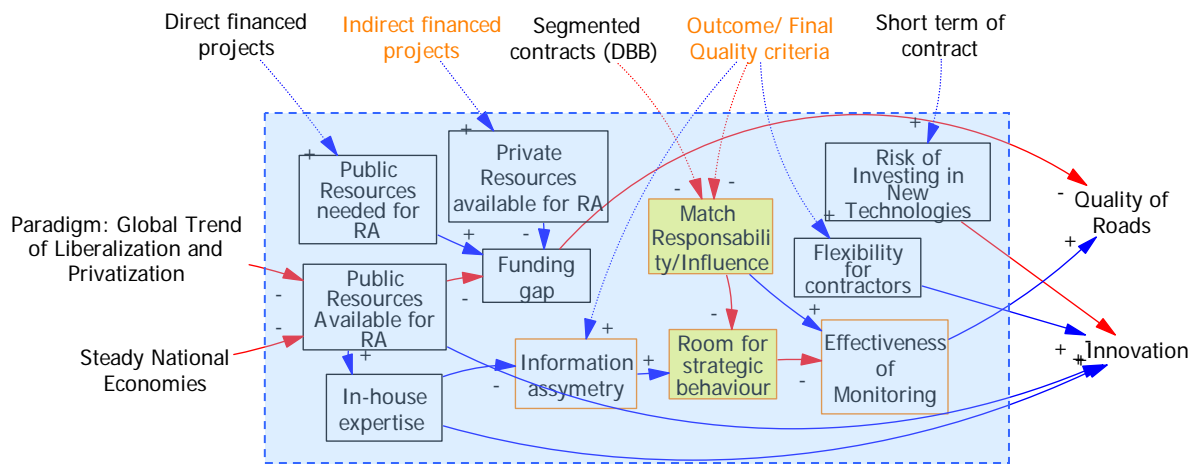 Direct financed
projects
Indirect financed
projects
Segmented
contracts (DBB)
Outcome/ Final
Quality criteria
Short term of
contract
+
+
+
Public
Resources
needed for
RA
Private
Resources
available for RA
Risk of
Investing in
New
Technologies
-
-
-
Quality of
Roads
Paradigm: Global Trend
of Liberalization and
Privatization
+
-
Funding
gap
Match
Responsabili
ty/Influence
+
Flexibility
for
contractors
+
-
-
Public
Resources
Available for
RA
-
-
+
Steady National
Economies
+
+
Information
assymetry
-
+
Room for
strategic
behaviour
-
Effectiveness
of
Monitoring
+
+
-
Innovation
In-house
expertise